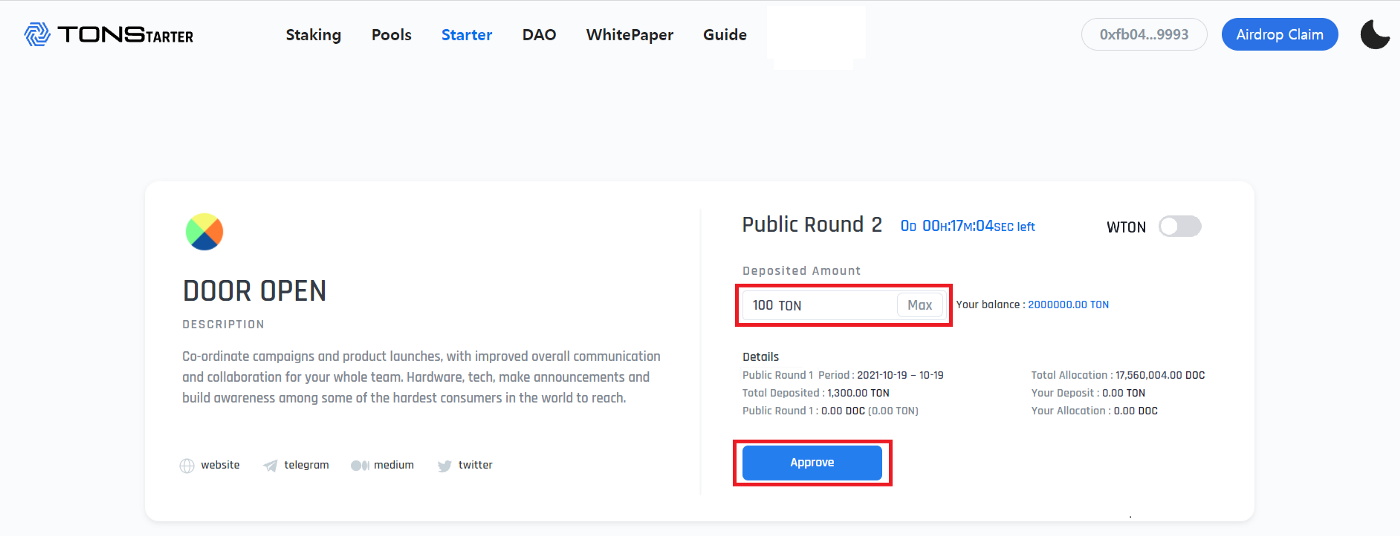 TONSTARTER
Staking Pools Starter DAO WhitePaper Guide
0xfb04...9993
Airdrop Claim
DOOR OPEN
DESCRIPTION
Co-ordinate campaigns and product launches, with improved overall communication
and collaboration for your whole team. Hardware, tech, make announcements and
build awareness among some of the hardest consumers in the world to reach.
website telegram medium twitter
Public Round 2 0D 00H:17M:04SEC left
WTON
Deposited Amount
100 TON Max
Your balance : 2000000.00 TON
Details
Public Round 1 Period : 2021-10-19 ~ 10-19
Total Allocation : 17,560,004.00 DOC
Total Deposited : 1,300.00 TON
Your Deposit : 0.00 TON
Public Round 1 : 0.00 DOC (0.00 TON)
Your Allocation : 0.00 DOC
Approve